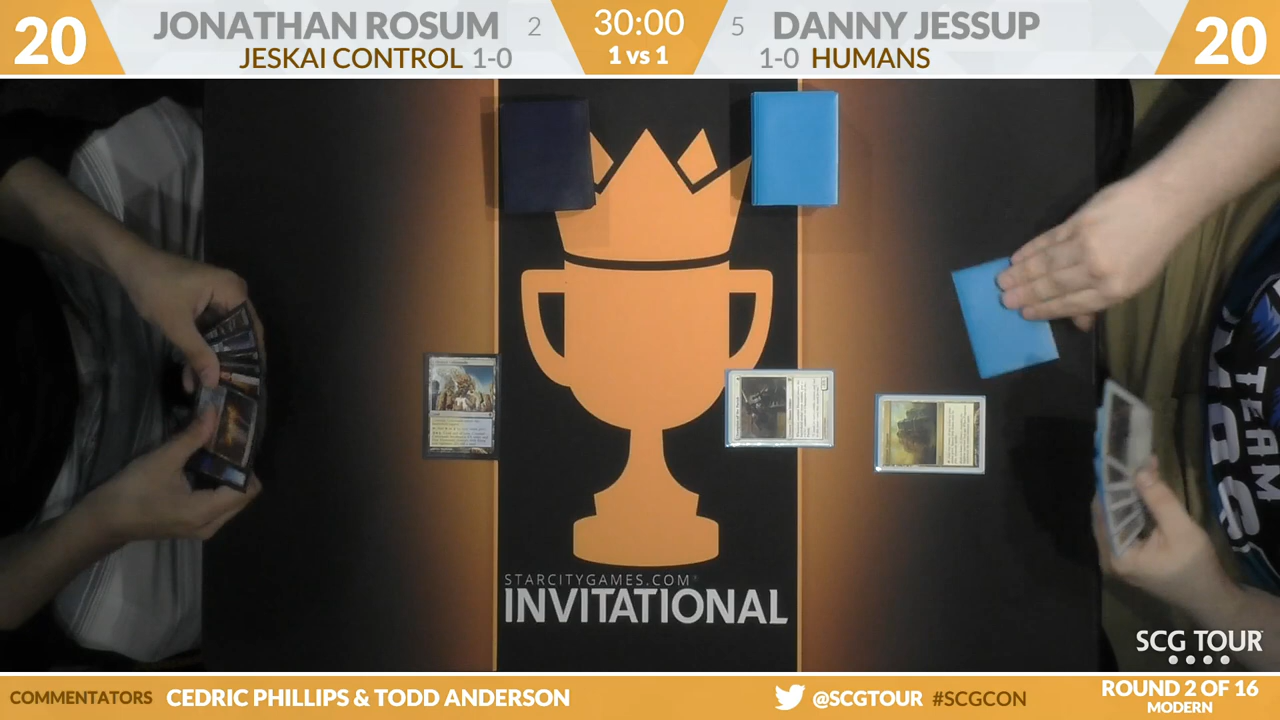 20
JONATHAN ROSUM 2
JESKAI CONTROL 1-0
30:00
1 vs 1
5 DANNY JESSUP
1-0 HUMANS
20
TEAM
STARCITYGAMES.COM
INVITATIONAL
SCG TOUR
COMMENTATORS CEDRIC PHILLIPS & TODD ANDERSON
@SCGTOUR #SCGCON
ROUND 2 OF 16
MODERN